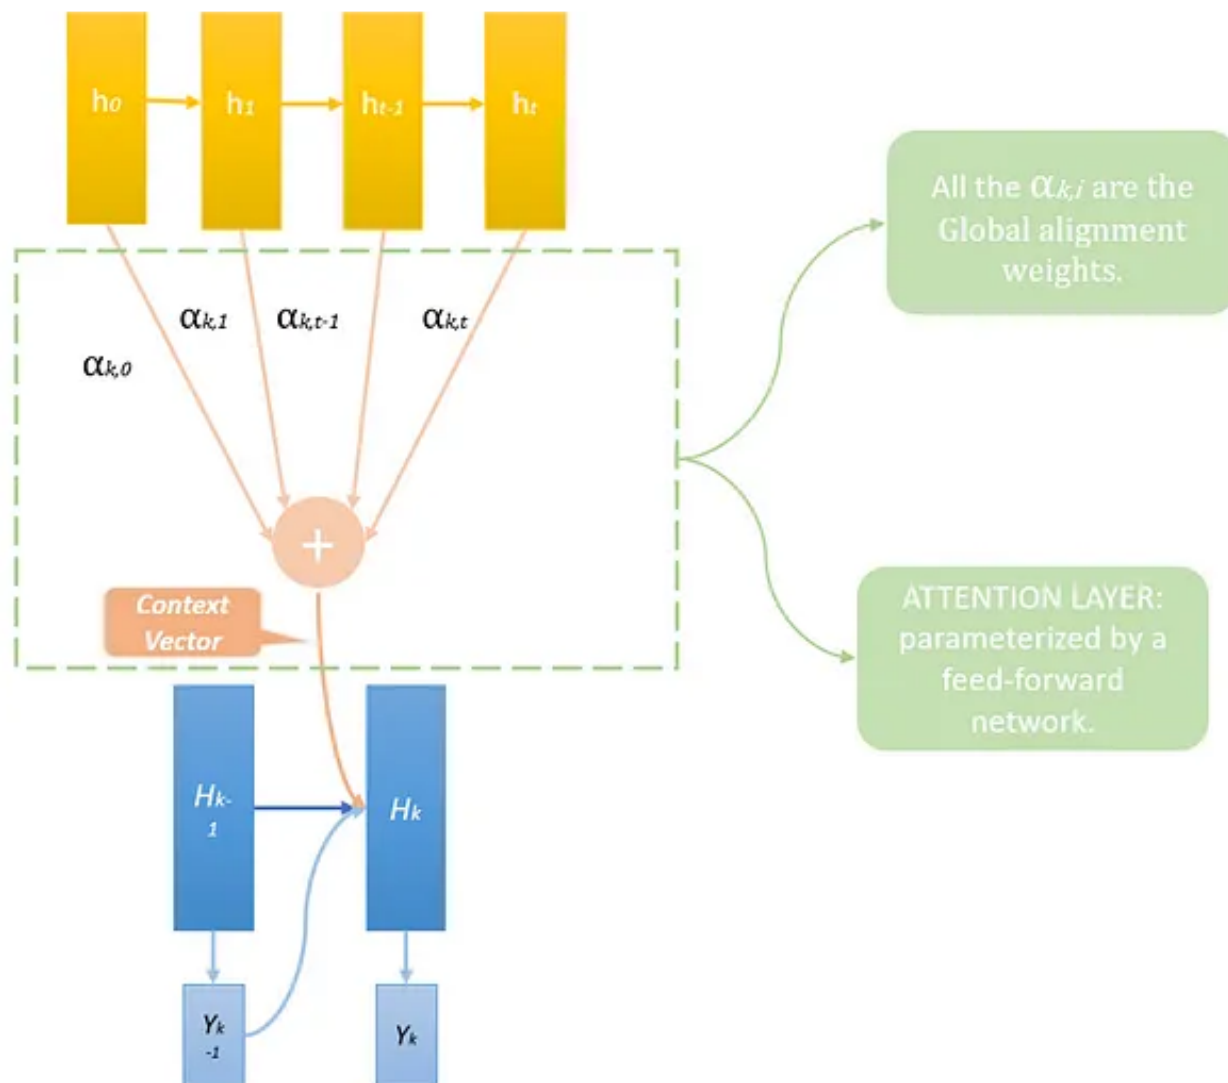 h0
h1
ht-1
ht
All the αk,i are the
Global alignment
weights.
αk,1
αk,t-1
αk,t
αk,0
+
Context
Vector
ATTENTION LAYER:
parameterized by a
feed-forward
network.
Hk-
1
Hk
Yk
-1
Yk